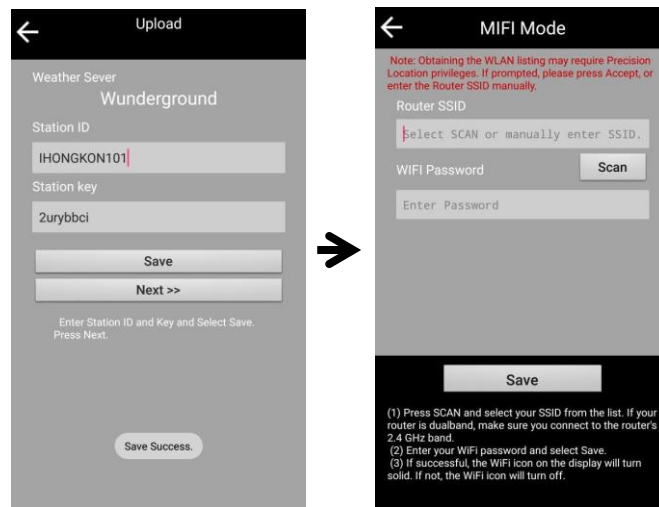 Upload
Weather Sever
Wunderground
Station ID
IHONGKON101
Station key
2urybbci
Save
Next >>
Enter Station ID and Key and Select Save.
Press Next.
Save Success.
MIFI Mode
Note: Obtaining the WLAN listing may require Precision
Location privileges. If prompted, please press Accept, or
enter the Router SSID manually.
Router SSID
Select SCAN or manually enter SSID.
WIFI Password
Scan
Enter Password
Save
(1) Press SCAN and select your SSID from the list. If your
router is dualband, make sure you connect to the router's
2.4 GHz band.
(2) Enter your WiFi password and select Save.
(3) If successful, the WiFi icon on the display will turn
solid. If not, the WiFi icon will turn off.